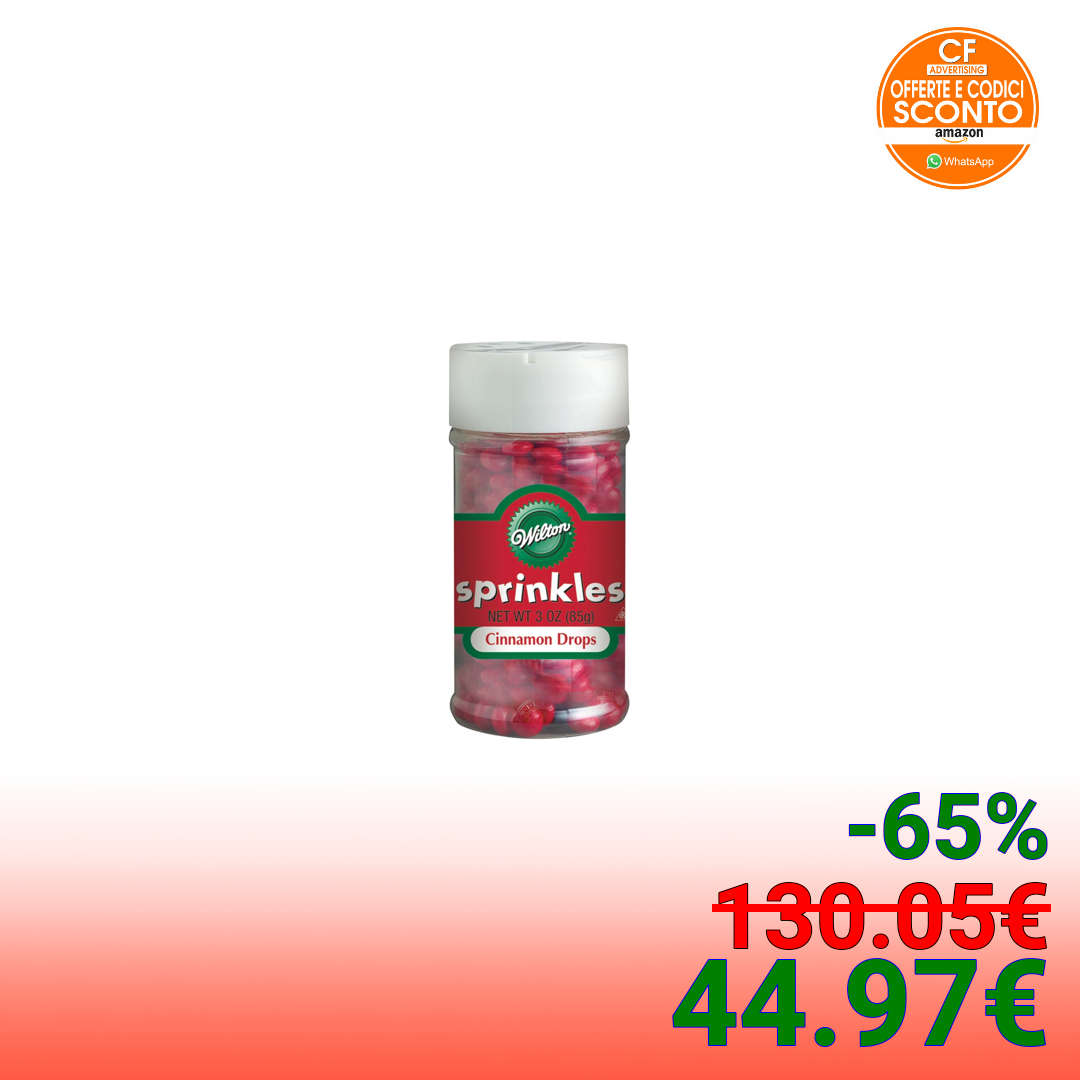 CF
ADVERTISING
OFFERTE E CODICI
SCONTO
amazon
WhatsApp
Wilton
sprinkles
NET WT 3 OZ (85g)
Cinnamon Drops
-65%
130.05€
44.97€